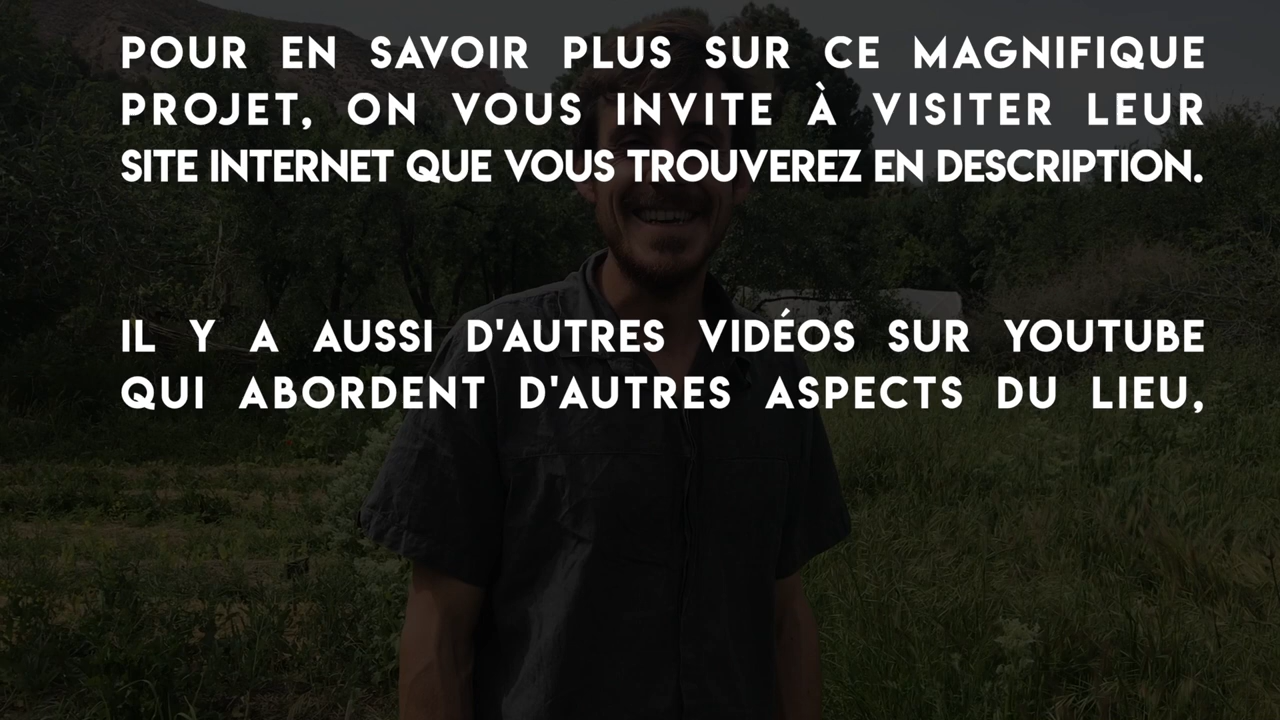 POUR EN SAVOIR PLUS SUR CE MAGNIFIQUE
PROJET, ON VOUS INVITE À VISITER LEUR
SITE INTERNET QUE VOUS TROUVEREZ EN DESCRIPTION.
IL Y A AUSSI D'AUTRES VIDÉOS SUR YOUTUBE
QUI ABORDENT D'AUTRES ASPECTS DU LIEU,